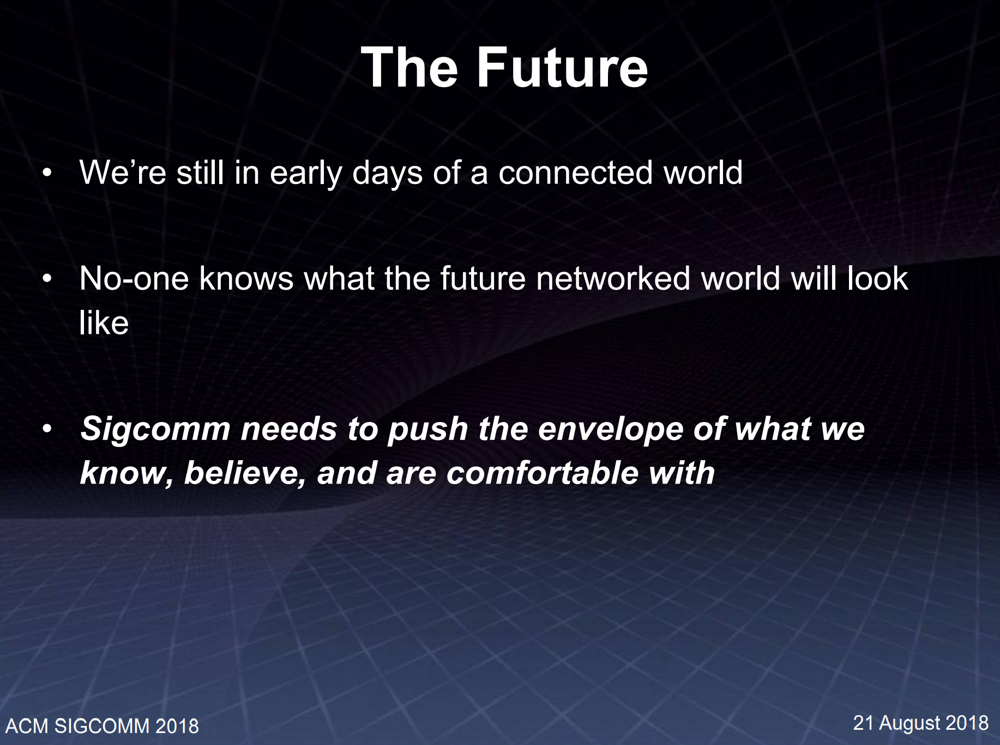 The Future
• We’re still in early days of a connected world
• No-one knows what the future networked world will look
like
• Sigcomm needs to push the envelope of what we
know, believe, and are comfortable with
ACM SIGCOMM 2018
21 August 2018